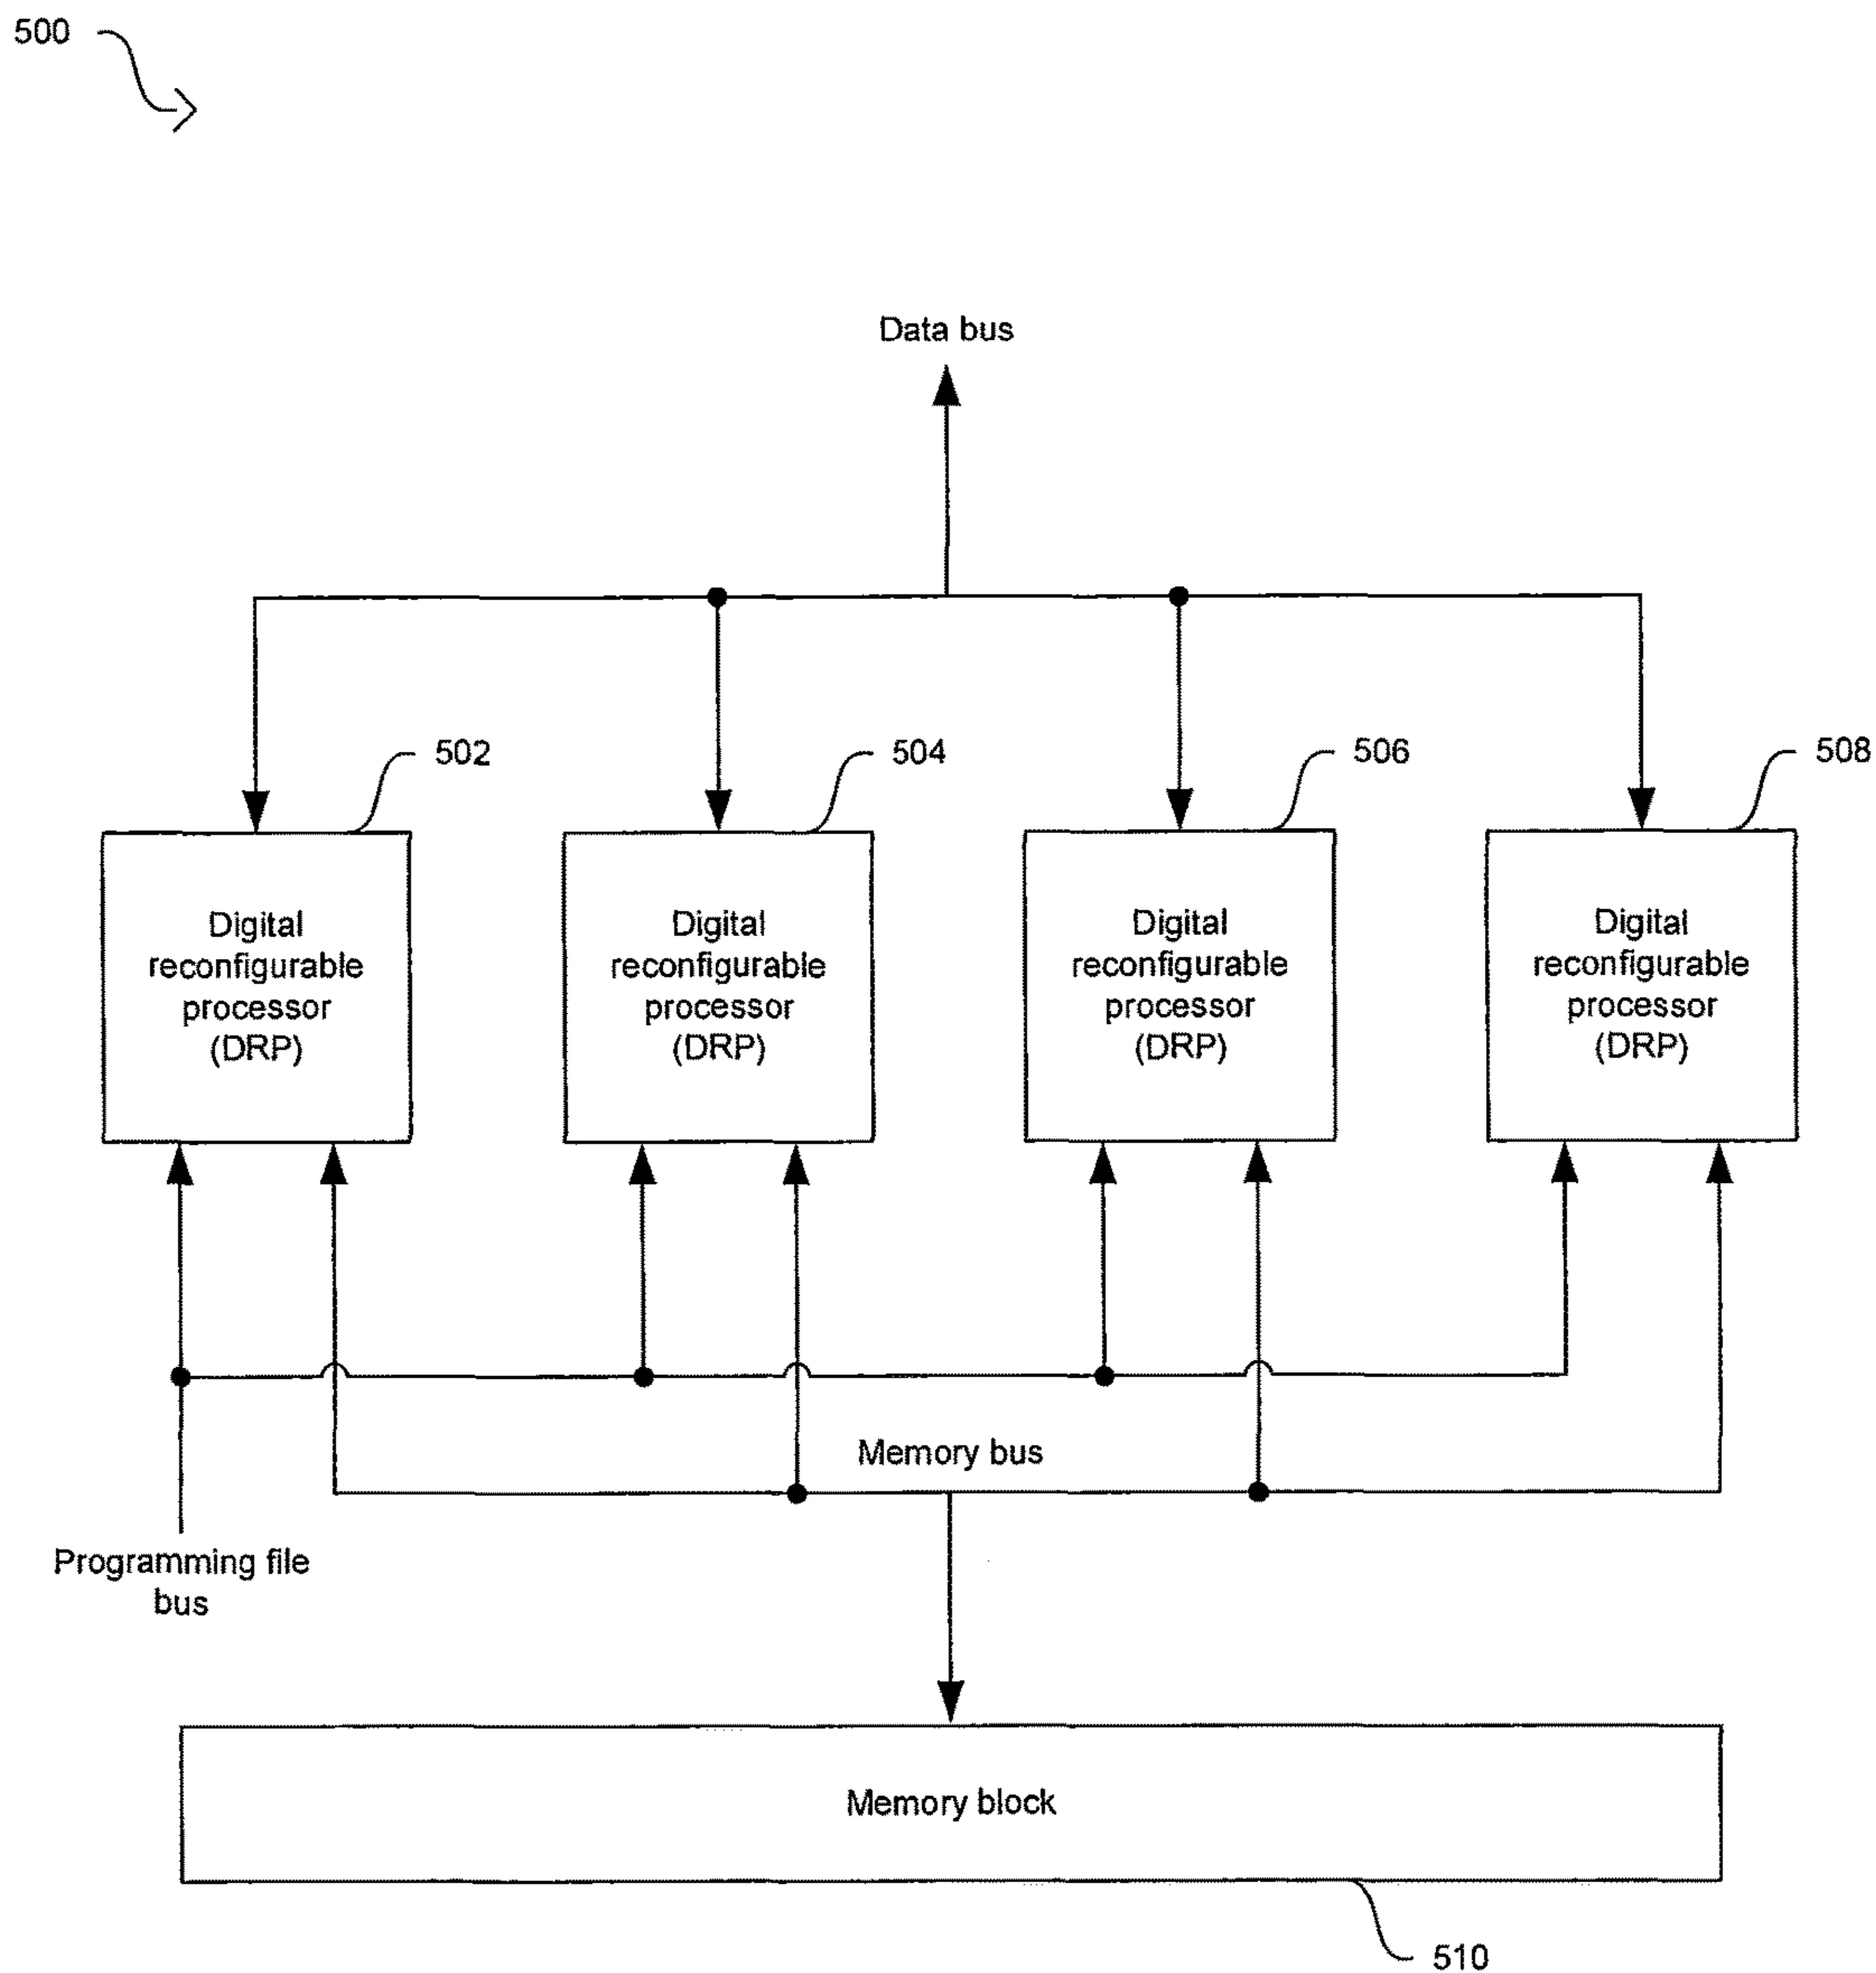 500
Data bus
502
504
506
508
Digital
reconfigurable
processor
(DRP)
Digital
reconfigurable
processor
(DRP)
Digital
reconfigurable
processor
(DRP)
Digital
reconfigurable
processor
(DRP)
Memory bus
Programming file
bus
Memory block
510